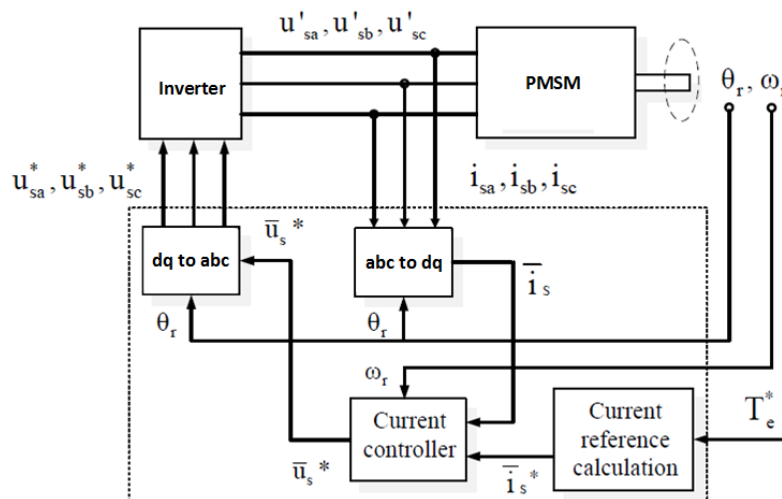 u'sa, u'sb, u'sc
Inverter
PMSM
θr, ωr
u*sa, u*sb, u*sc
isa, isb, isc
ūs*
dq to abc
abc to dq
īs
θr
θr
ωr
Current
controller
Current
reference
calculation
T*e
ūs*
īs*